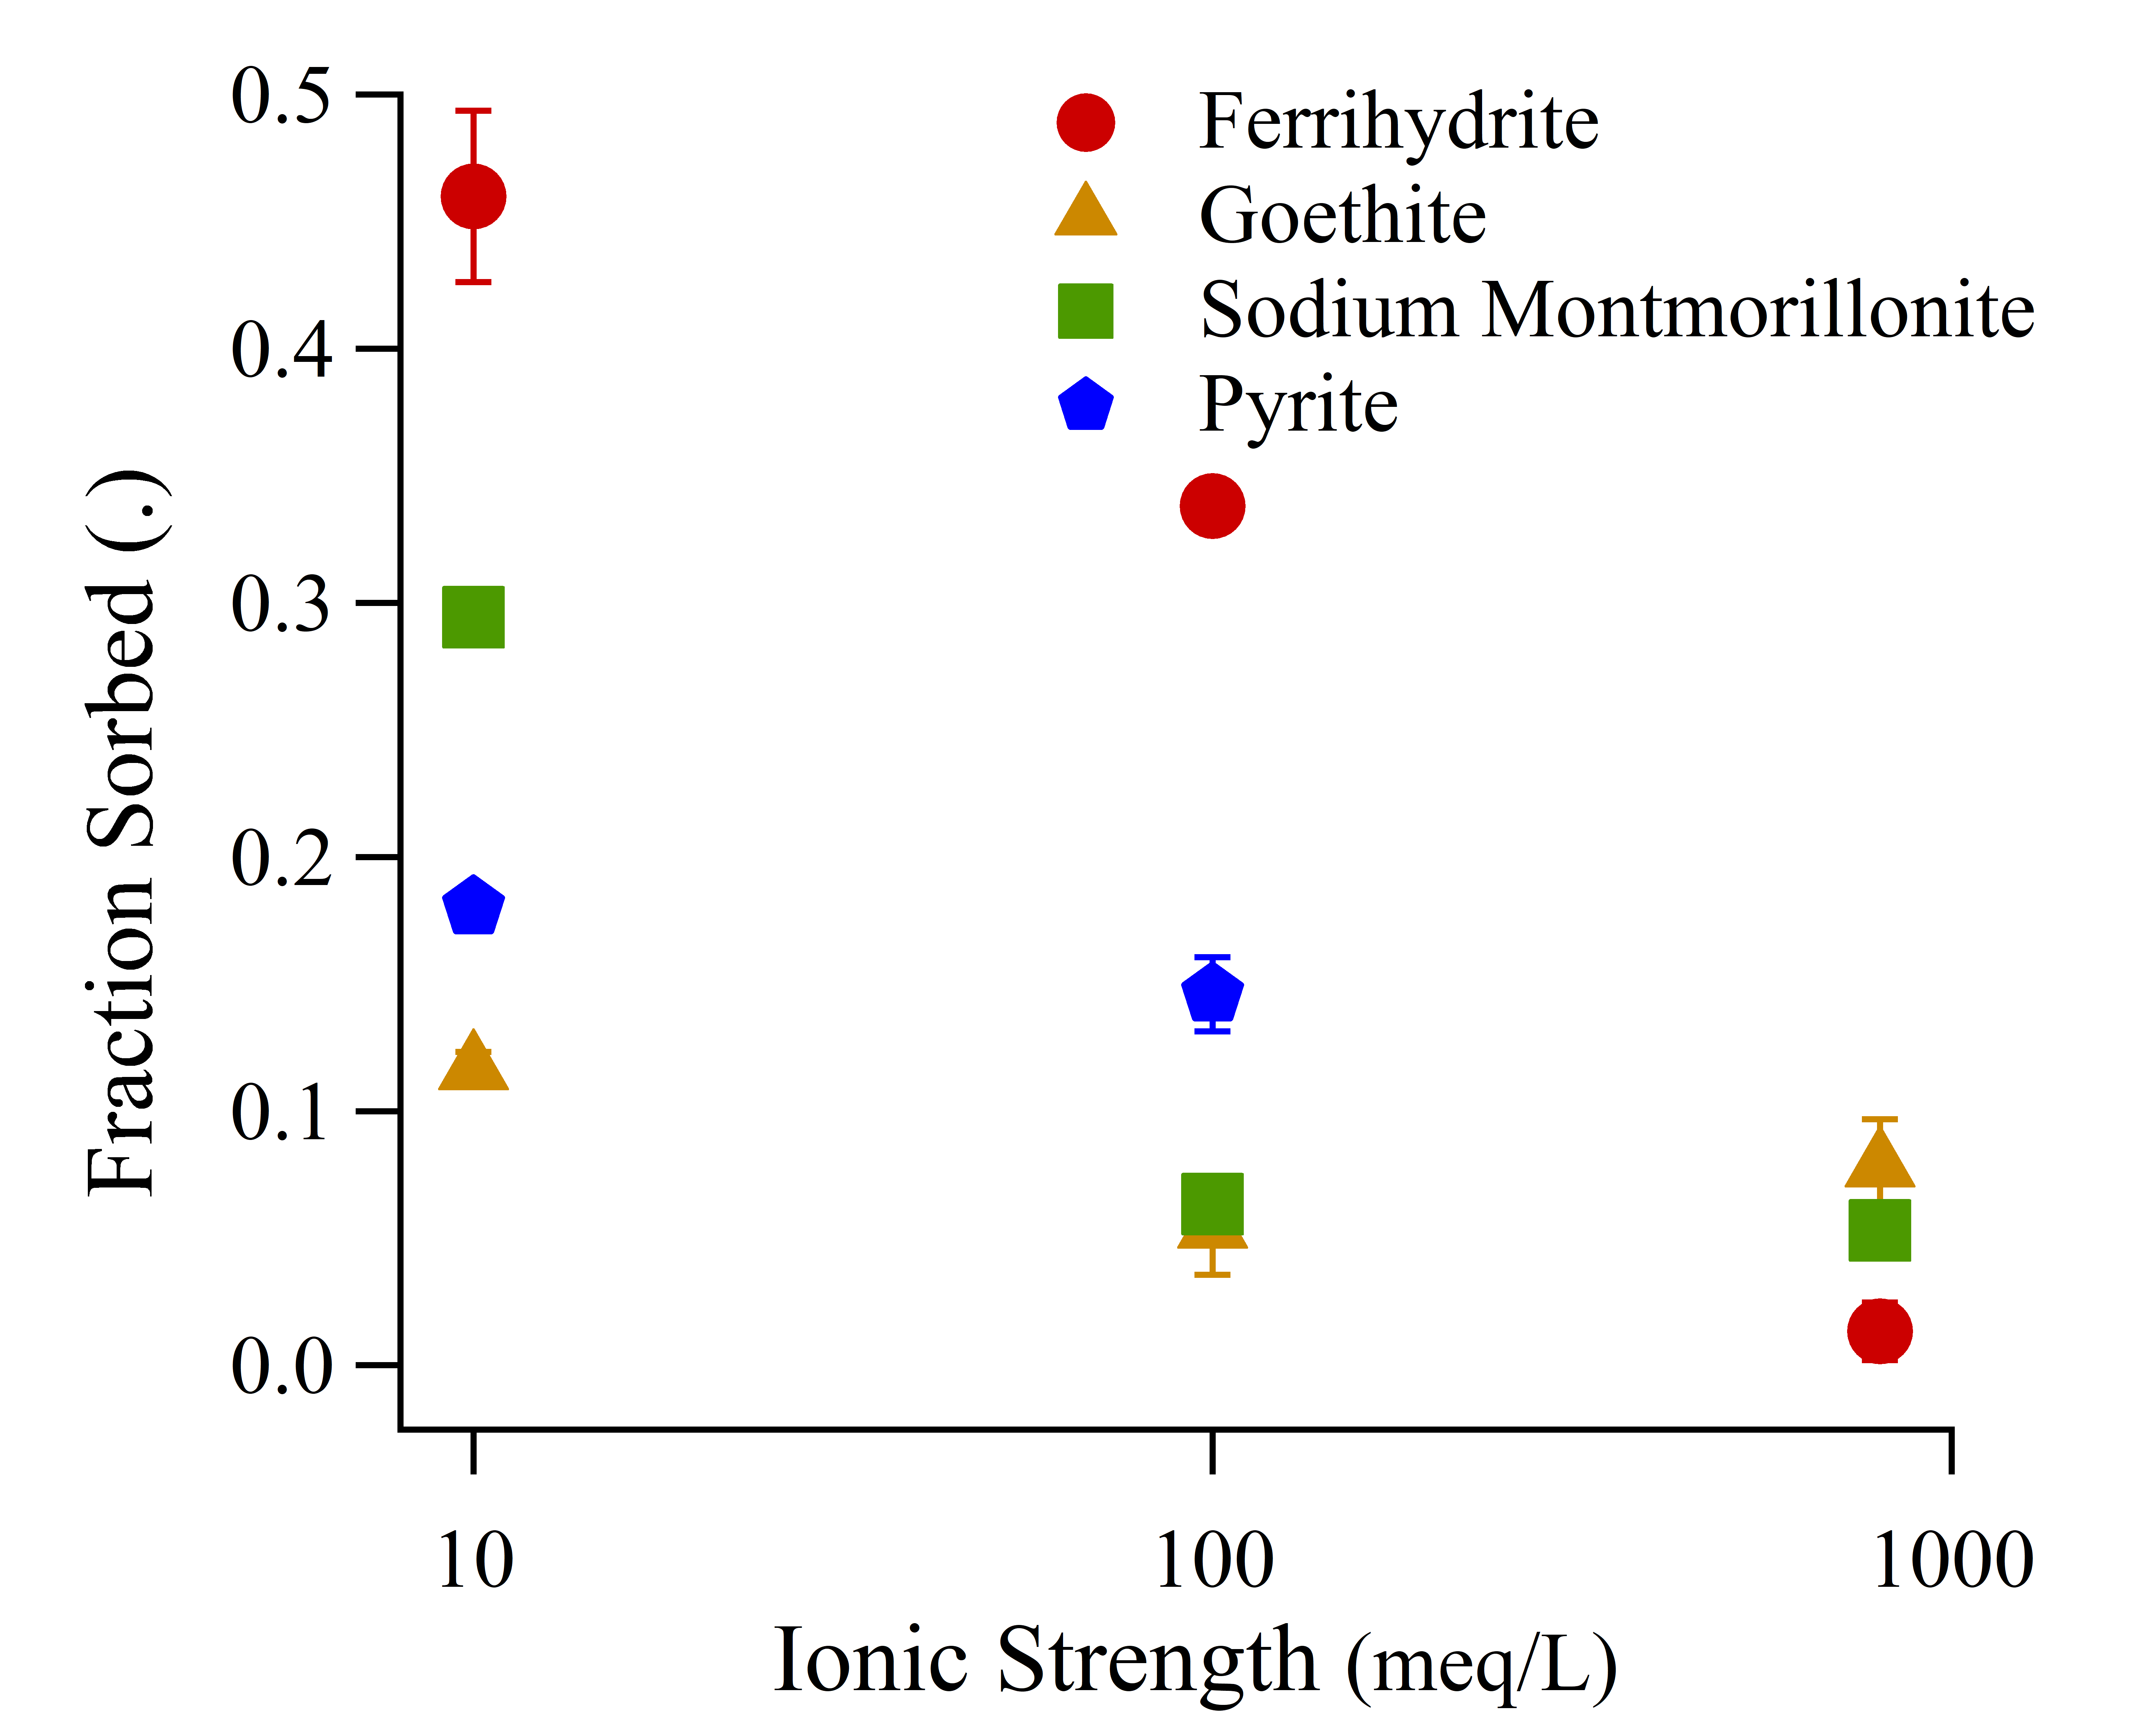 0.5
0.4
0.3
0.2
0.1
0.0
Fraction Sorbed (.)
Ferrihydrite
Goethite
Sodium Montmorillonite
Pyrite
10
100
1000
Ionic Strength (meq/L)